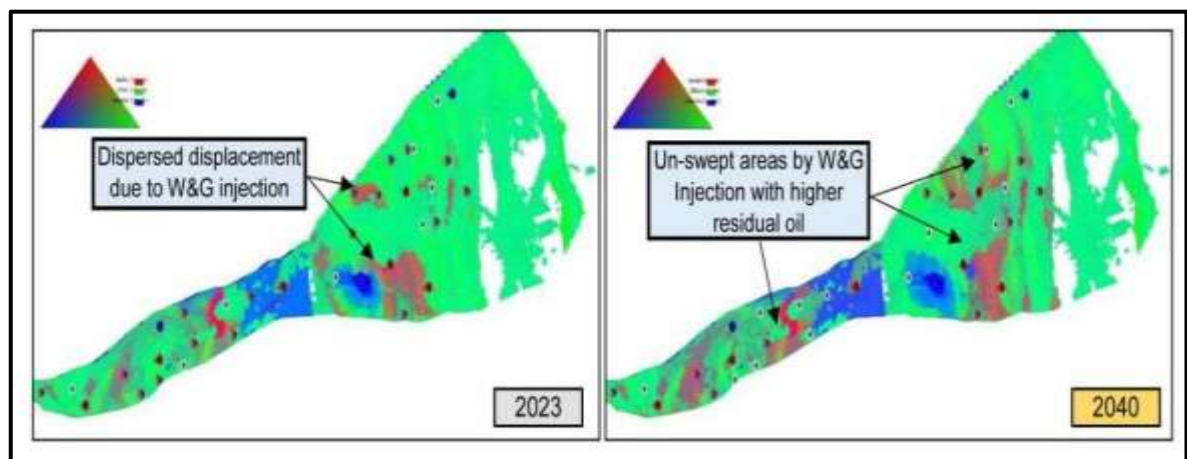 Dispersed displacement
due to W&G injection
2023
Un-swept areas by W&G
Injection with higher
residual oil
2040